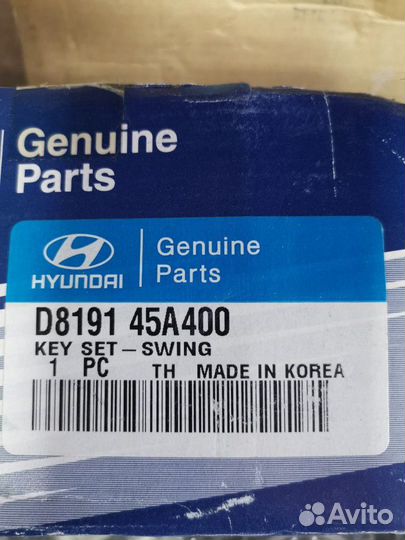 Genuine
Parts
HYUNDAI
Genuine
Parts
D8191 45A400
KEY SET-SWING
1 PC TH MADE IN KOREA
Avito